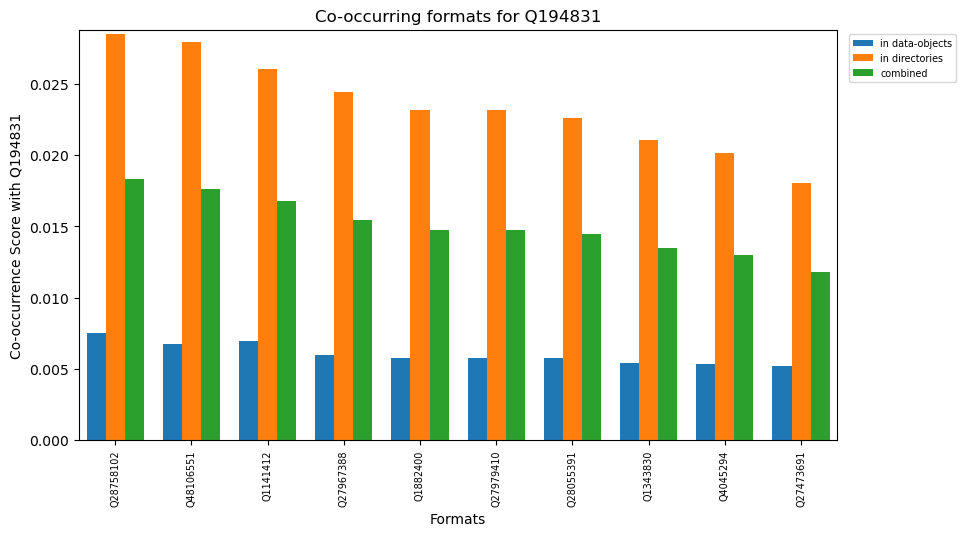 Co-occurring formats for Q194831
in data-objects
in directories
combined
Co-occurrence Score with Q194831
0.025
0.020
0.015
0.010
0.005
0.000
Q28758102
Q48106551
Q1141412
Q27967388
Q1882400
Q27979410
Q28055391
Q1343830
Q4045294
Q27473691
Formats